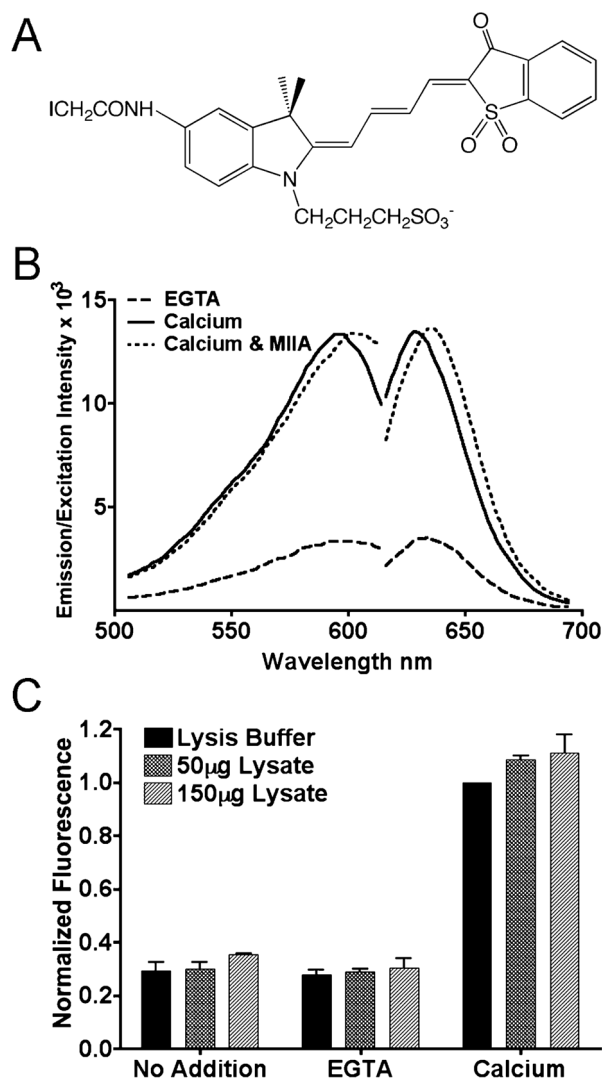 A
O
ICH₂CONH
S
O
O
N
CH₂CH₂CH₂SO₃⁻
B
Emission/Excitation Intensity x 10³
15
10
5
EGTA
Calcium
Calcium & MIIA
500
550
600
650
700
Wavelength nm
C
Normalized Fluorescence
1.2
1.0
0.8
0.6
0.4
0.2
0.0
Lysis Buffer
50µg Lysate
150µg Lysate
No Addition
EGTA
Calcium